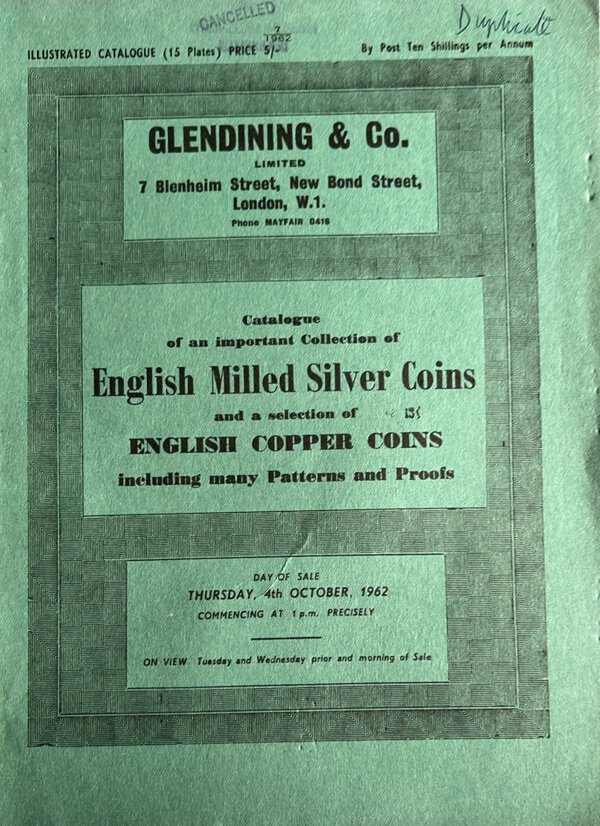 CANCELLED
Duplicate
7
1962
ILLUSTRATED CATALOGUE (15 Plates) PRICE 5/-
By Post Ten Shillings per Annum
GLENDINING & Co.
LIMITED
7 Blenheim Street, New Bond Street,
London, W.1.
Phone MAYFAIR 0416
Catalogue
of an important Collection of
English Milled Silver Coins
and a selection of
ENGLISH COPPER COINS
including many Patterns and Proofs
DAY OF SALE
THURSDAY, 4th OCTOBER, 1962
COMMENCING AT 1 p.m. PRECISELY
ON VIEW Tuesday and Wednesday prior and morning of Sale